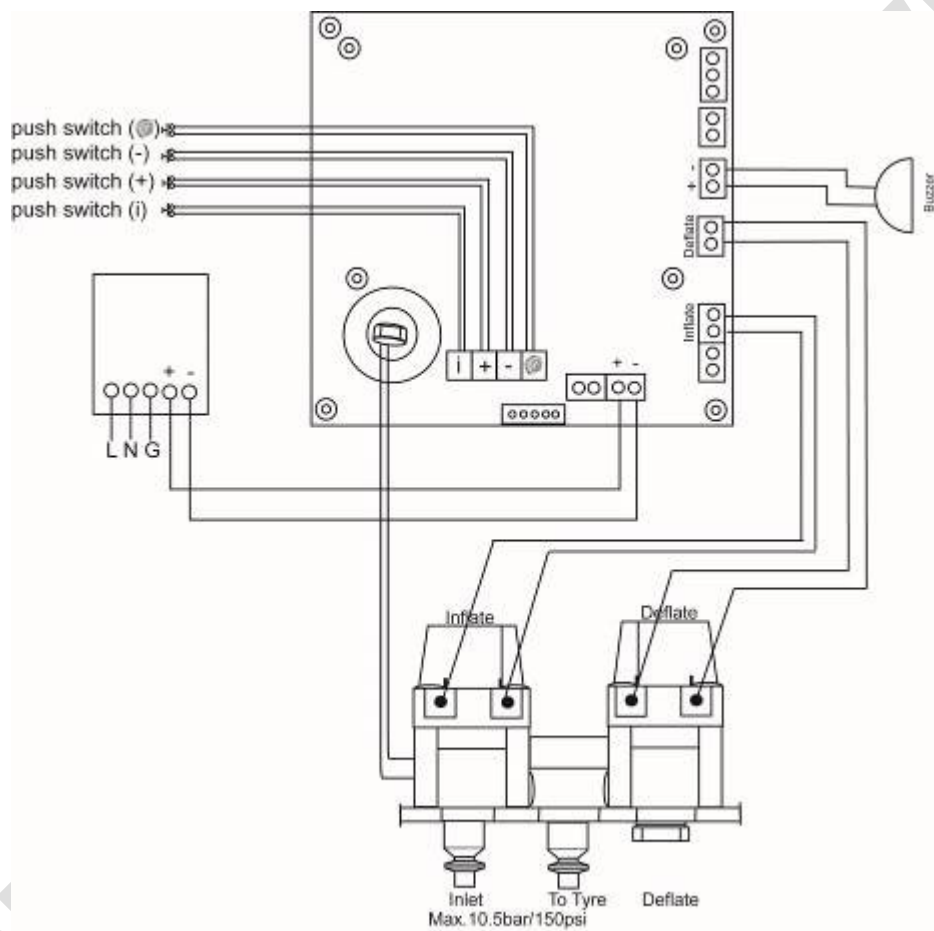 push switch (@)
push switch (-)
push switch (+)
push switch (i)
- +
Buzzer
Deflate
Inflate
+ -
L N G
i + - @
+ -
Inflate
Deflate
Inlet
To Tyre
Deflate
Max.10.5bar/150psi